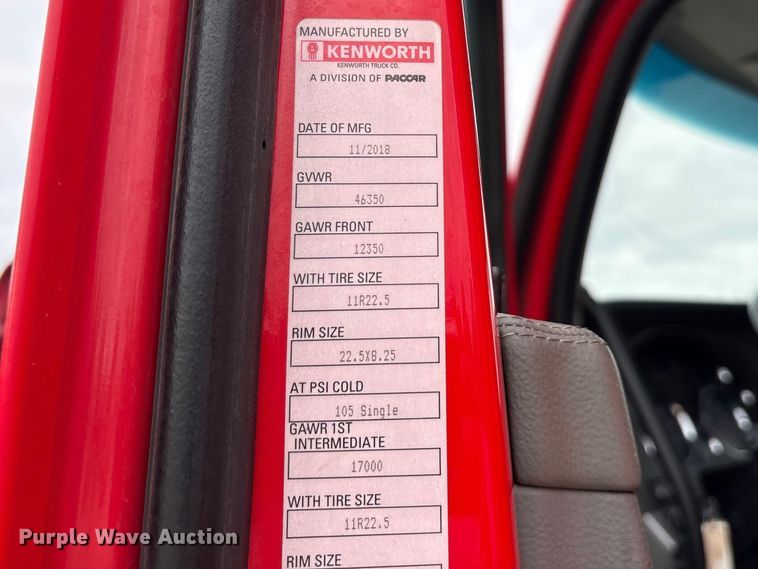 MANUFACTURED BY
KENWORTH
KENWORTH TRUCK CO.
A DIVISION OF PACCAR
DATE OF MFG
11/2018
GVWR
46350
GAWR FRONT
12350
WITH TIRE SIZE
11R22.5
RIM SIZE
22.5X8.25
AT PSI COLD
105 Single
GAWR 1ST
INTERMEDIATE
17000
WITH TIRE SIZE
11R22.5
RIM SIZE
Purple Wave Auction